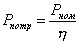 Pпотр = Pном / η